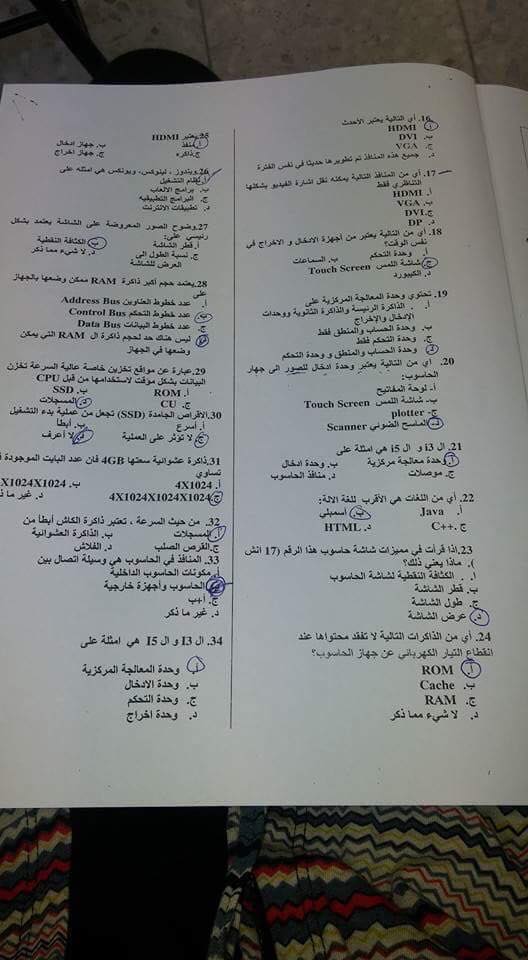 16. أي التالية يعتبر الأحدث
أ. HDMI
ب. DVI
ج. VGA
د. جميع هذه المنافذ تم تطويرها حديثا في نفس الفترة
17. أي من المنافذ التالية يمكنه نقل اشارة الفيديو بشكلها
التناظري فقط
أ. HDMI
ب. VGA
ج. DVI
د. DP
18. أي من التالية يعتبر من أجهزة الادخال و الاخراج في
نفس الوقت؟
أ. وحدة التحكم ب. السماعات
ج. شاشة اللمس Touch Screen
د. الكيبورد
19. تحتوي وحدة المعالجة المركزية على
أ. الذاكرة الرئيسة والذاكرة الثانوية ووحدات
الإدخال والإخراج
ب. وحدة الحساب والمنطق فقط
ج. وحدة التحكم فقط
د. وحدة الحساب والمنطق و وحدة التحكم
20. أي من التالية يعتبر وحدة ادخال للصور الى جهاز
الحاسوب:
أ- لوحة المفاتيح
ب- شاشة اللمس Touch Screen
ج- plotter
د- الماسح الضوئي Scanner
21. ال i3 و ال i5 هي امثلة على
أ. وحدة معالجة مركزية ب. وحدة ادخال
ج. موصلات د. منافذ الحاسوب
22. أي من اللغات هي الأقرب للغة الالة:
أ. Java ب. أسمبلي
ج. C++ د. HTML
23. اذا قرأت في مميزات شاشة حاسوب هذا الرقم (17 انش
). ماذا يعني ذلك؟
أ. الكثافة النقطية لشاشة الحاسوب
ب. قطر الشاشة
ج. طول الشاشة
د. عرض الشاشة
24. أي من الذاكرات التالية لا تفقد محتواها عند
انقطاع التيار الكهربائي عن جهاز الحاسوب؟
أ. ROM
ب. Cache
ج. RAM
د. لا شيء مما ذكر
25. يعتبر HDMI
أ. منفذ ب. جهاز ادخال
ج. ذاكرة ج. جهاز اخراج
26. ويندوز ، لينوكس، ويونكس هي امثله على
أ. نظام التشغيل
ب. برامج الالعاب
ج. البرامج التطبيقيه
د. تطبيقات الانترنت
27. وضوح الصور المعروضة على الشاشة يعتمد بشكل
رئيسي على:
أ. قطر الشاشة ب. الكثافة النقطية
ج. نسبة الطول الى د. لا شيء مما ذكر
العرض للشاشة
28. يعتمد حجم أكبر ذاكرة RAM ممكن وضعها بالجهاز
على
أ. عدد خطوط العناوين Address Bus
ب. عدد خطوط التحكم Control Bus
ج. عدد خطوط البيانات Data Bus
د. ليس هناك حد لحجم ذاكرة ال RAM التي يمكن
وضعها في الجهاز
29. عبارة عن مواقع تخزين خاصة عالية السرعة تخزن
البيانات بشكل موقت لاستخدامها من قبل CPU
أ. ROM ب. SSD
ج. CU د. المسجلات
30. الأقراص الجامدة (SSD) تجعل من عملية بدء التشغيل
أ. أسرع ب. أبطأ
ج. لا تؤثر على العملية د. لا أعرف
31. ذاكرة عشوائية سعتها 4GB فان عدد البايت الموجودة
تساوي
أ. 4X1024 ب. 4X1024X1024
ج. 4X1024X1024X1024 د. غير ما
32. من حيث السرعة ، تعتبر ذاكرة الكاش أبطأ من
أ. المسجلات ب. الذاكرة العشوائية
ج. القرص الصلب د. الفلاش
33. المنافذ في الحاسوب هي وسيلة اتصال بين
أ. مكونات الحاسوب الداخلية
ب. الحاسوب وأجهزة خارجية
ج. أ+ب
د. غير ما ذكر
34. ال I3 و ال I5 هي امثلة على
أ. وحدة المعالجة المركزية
ب. وحدة الادخال
ج. وحدة التحكم
د. وحدة اخراج